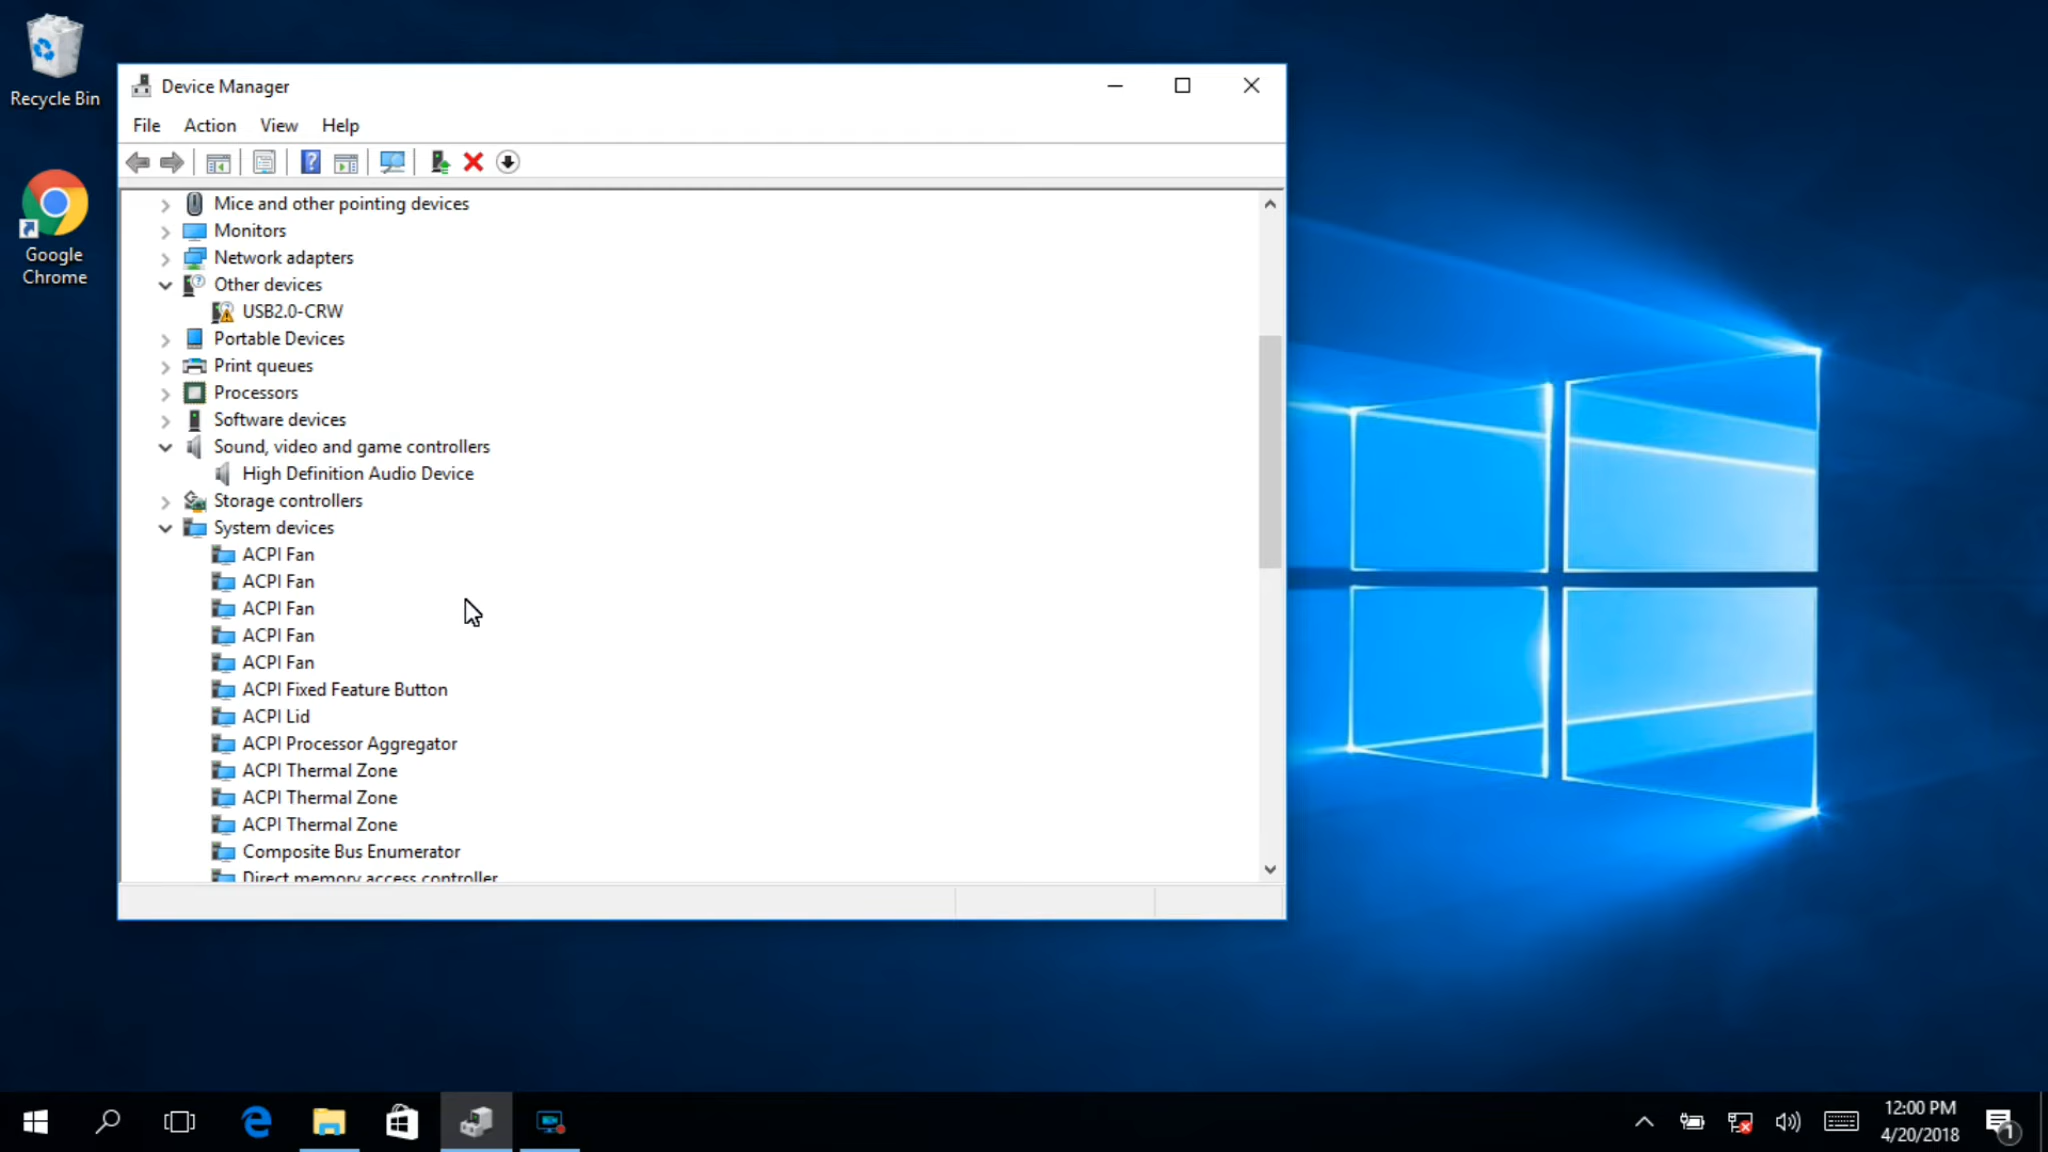 Recycle Bin
Google
Chrome
Device Manager
File Action View Help
Mice and other pointing devices
Monitors
Network adapters
Other devices
USB2.0-CRW
Portable Devices
Print queues
Processors
Software devices
Sound, video and game controllers
High Definition Audio Device
Storage controllers
System devices
ACPI Fan
ACPI Fan
ACPI Fan
ACPI Fan
ACPI Fan
ACPI Fixed Feature Button
ACPI Lid
ACPI Processor Aggregator
ACPI Thermal Zone
ACPI Thermal Zone
ACPI Thermal Zone
Composite Bus Enumerator
Direct memory access controller
12:00 PM
4/20/2018
1